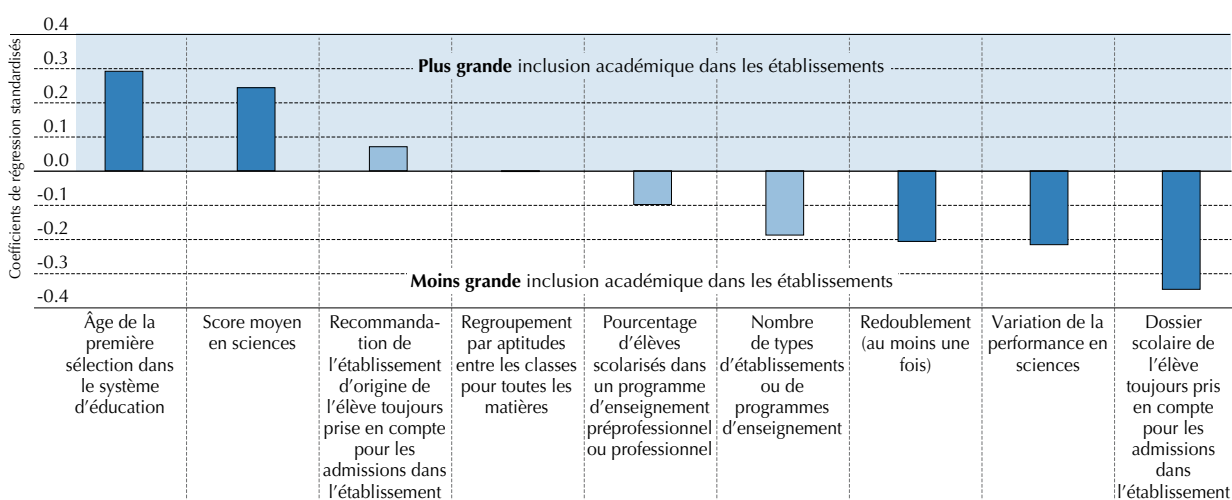 Coefficients de régression standardisés
0.4
0.3
0.2
0.1
0.0
-0.1
-0.2
-0.3
-0.4
Plus grande inclusion académique dans les établissements
Moins grande inclusion académique dans les établissements
Âge de la
première
sélection dans
le système
d'éducation
Score moyen
en sciences
Recommanda-
tion de
l'établissement
d'origine de
l'élève toujours
prise en compte
pour les
admissions dans
l'établissement
Regroupement
par aptitudes
entre les classes
pour toutes les
matières
Pourcentage
d'élèves
scolarisés dans
un programme
d'enseignement
préprofessionnel
ou professionnel
Nombre
de types
d'établissements
ou de
programmes
d'enseignement
Redoublement
(au moins une
fois)
Variation de la
performance en
sciences
Dossier
scolaire de
l'élève
toujours pris
en compte
pour les
admissions
dans
l'établissement